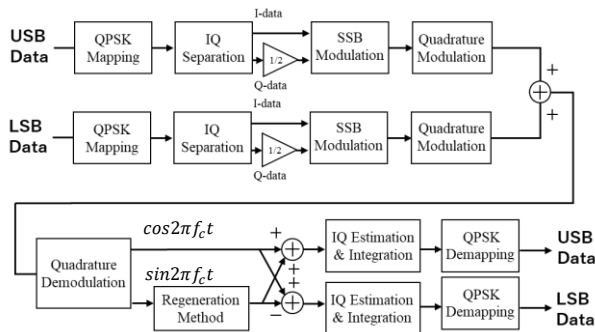 USB
Data
QPSK
Mapping
IQ
Separation
I-data
1/2
Q-data
SSB
Modulation
Quadrature
Modulation
+
+
+
LSB
Data
QPSK
Mapping
IQ
Separation
I-data
1/2
Q-data
SSB
Modulation
Quadrature
Modulation
Quadrature
Demodulation
cos2πf_ct
sin2πf_ct
Regeneration
Method
+
+
+
+
−
+
IQ Estimation
& Integration
QPSK
Demapping
USB
Data
IQ Estimation
& Integration
QPSK
Demapping
LSB
Data